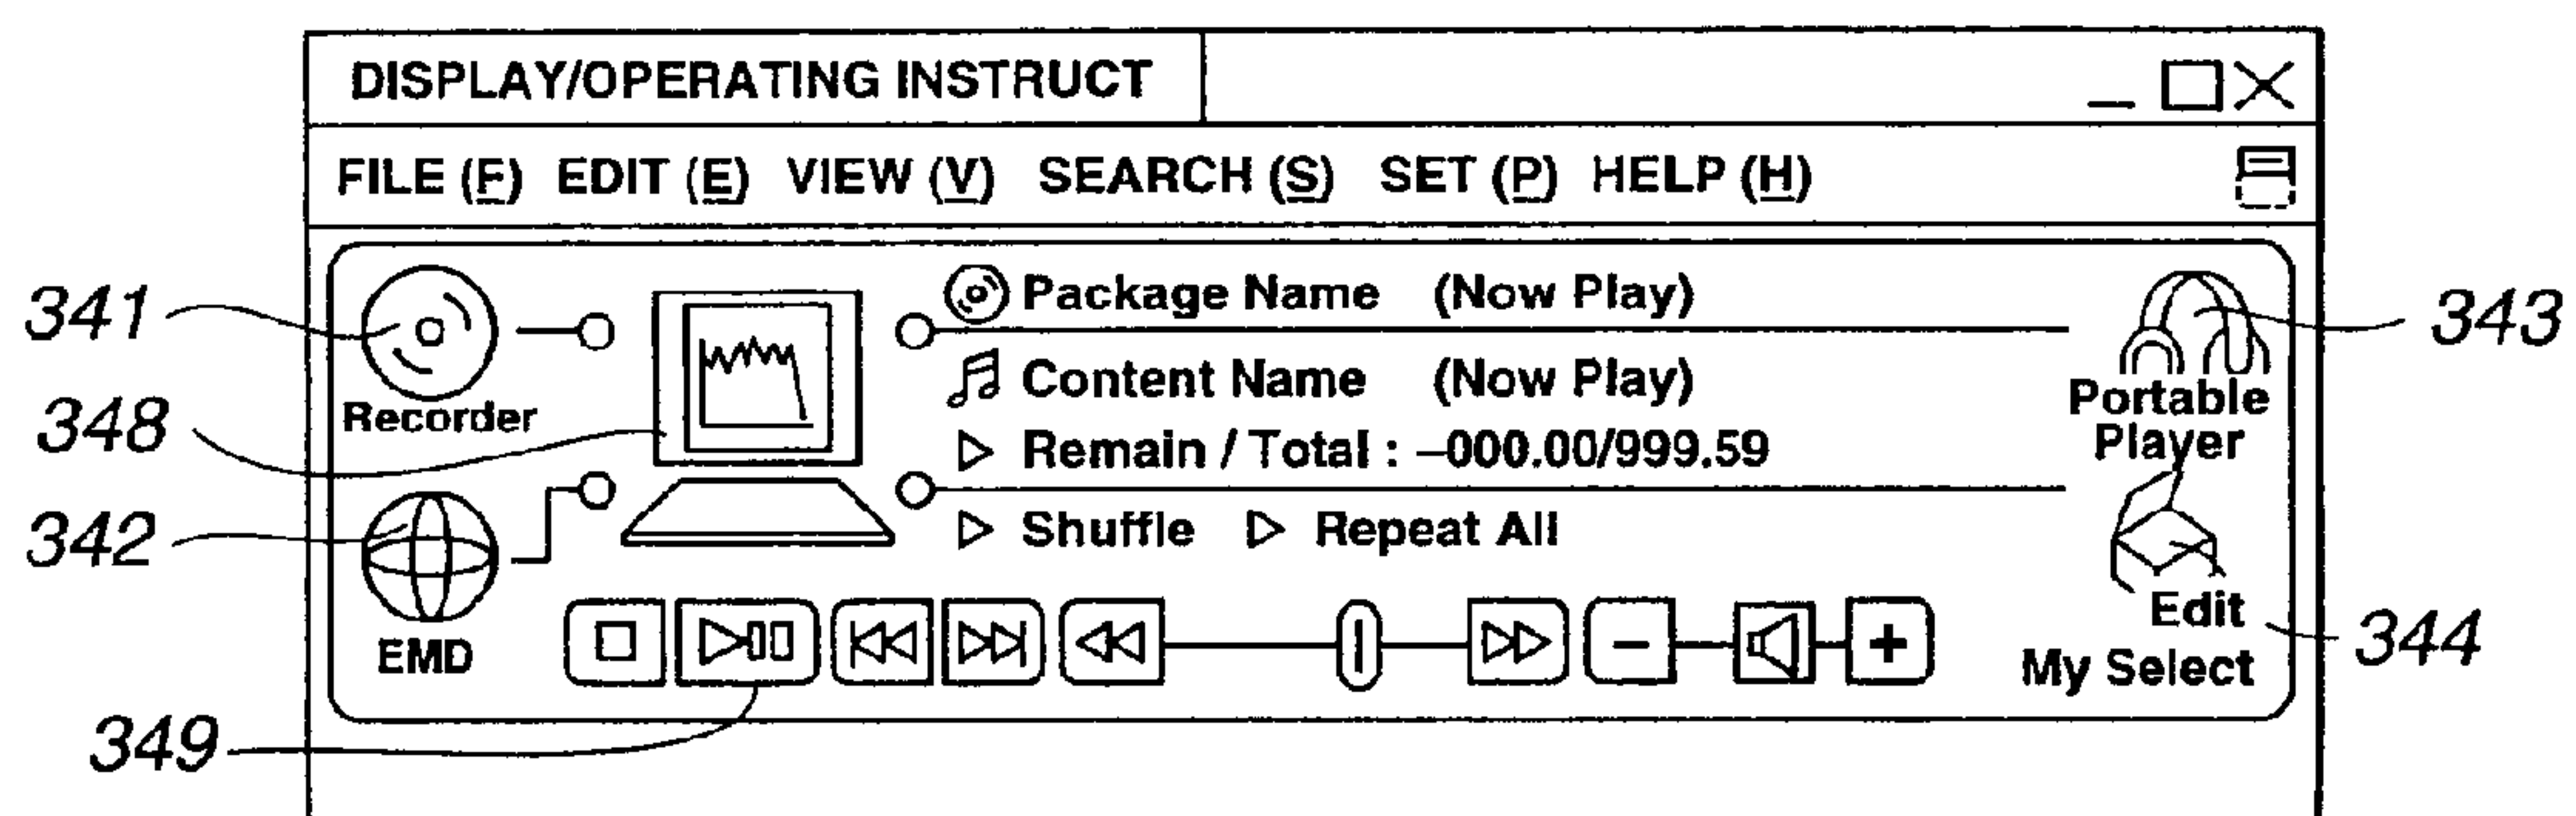 DISPLAY/OPERATING INSTRUCT
FILE (F) EDIT (E) VIEW (V) SEARCH (S) SET (P) HELP (H)
341
Recorder
348
342
EMD
349
Package Name (Now Play)
Content Name (Now Play)
Remain / Total : –000.00/999.59
Shuffle Repeat All
343
Portable
Player
Edit
344
My Select